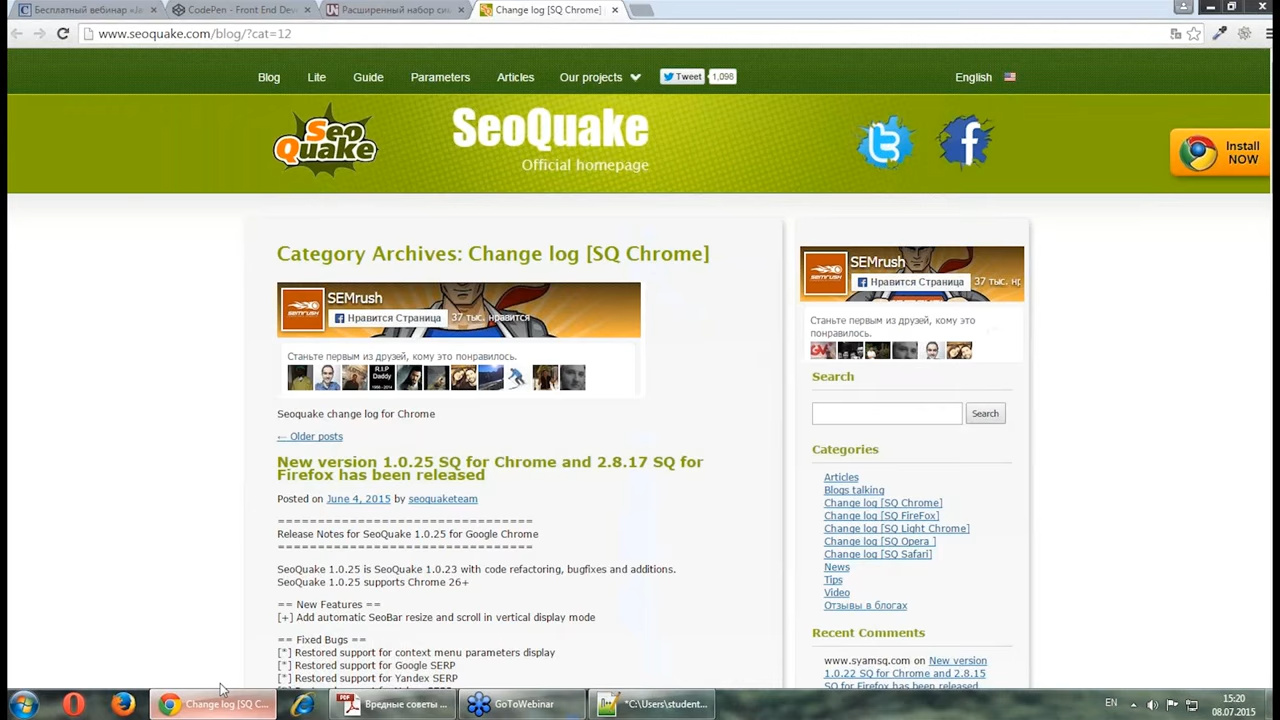 Бесплатный вебинар «Ja
CodePen - Front End Dev
Расширенный набор сим
Change log [SQ Chrome]
www.seoquake.com/blog/?cat=12
Blog Lite Guide Parameters Articles Our projects Tweet 1,098 English
Seo Quake
SeoQuake
Official homepage
Install NOW
Category Archives: Change log [SQ Chrome]
SEMrush
Нравится Страница 37 тыс. нравится
Станьте первым из друзей, кому это понравилось.
R.I.P Daddy
Seoquake change log for Chrome
← Older posts
New version 1.0.25 SQ for Chrome and 2.8.17 SQ for
Firefox has been released
Posted on June 4, 2015 by seoquaketeam
==============================
Release Notes for SeoQuake 1.0.25 for Google Chrome
==============================
SeoQuake 1.0.25 is SeoQuake 1.0.23 with code refactoring, bugfixes and additions.
SeoQuake 1.0.25 supports Chrome 26+
== New Features ==
[+] Add automatic SeoBar resize and scroll in vertical display mode
== Fixed Bugs ==
[*] Restored support for context menu parameters display
[*] Restored support for Google SERP
[*] Restored support for Yandex SERP
SEMrush
Нравится Страница 37 тыс. нр
Станьте первым из друзей, кому это
понравилось.
Search
Search
Categories
Articles
Blogs talking
Change log [SQ Chrome]
Change log [SQ FireFox]
Change log [SQ Light Chrome]
Change log [SQ Opera ]
Change log [SQ Safari]
News
Tips
Video
Отзывы в блогах
Recent Comments
www.syamsq.com on New version
1.0.22 SQ for Chrome and 2.8.15
SQ for Firefox has been released
Change log [SQ C...
Вредные советы ...
GoToWebinar
*C:\Users\student...
EN
15:20
08.07.2015